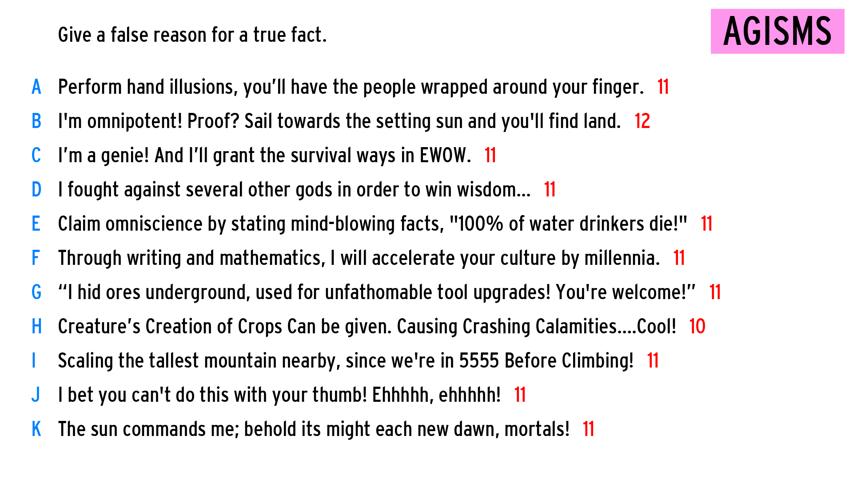 Give a false reason for a true fact.
AGISMS
A Perform hand illusions, you’ll have the people wrapped around your finger. 11
B I'm omnipotent! Proof? Sail towards the setting sun and you'll find land. 12
C I’m a genie! And I’ll grant the survival ways in EWOW. 11
D I fought against several other gods in order to win wisdom... 11
E Claim omniscience by stating mind-blowing facts, "100% of water drinkers die!" 11
F Through writing and mathematics, I will accelerate your culture by millennia. 11
G “I hid ores underground, used for unfathomable tool upgrades! You're welcome!” 11
H Creature’s Creation of Crops Can be given. Causing Crashing Calamities....Cool! 10
I Scaling the tallest mountain nearby, since we're in 5555 Before Climbing! 11
J I bet you can't do this with your thumb! Ehhhhh, ehhhhh! 11
K The sun commands me; behold its might each new dawn, mortals! 11